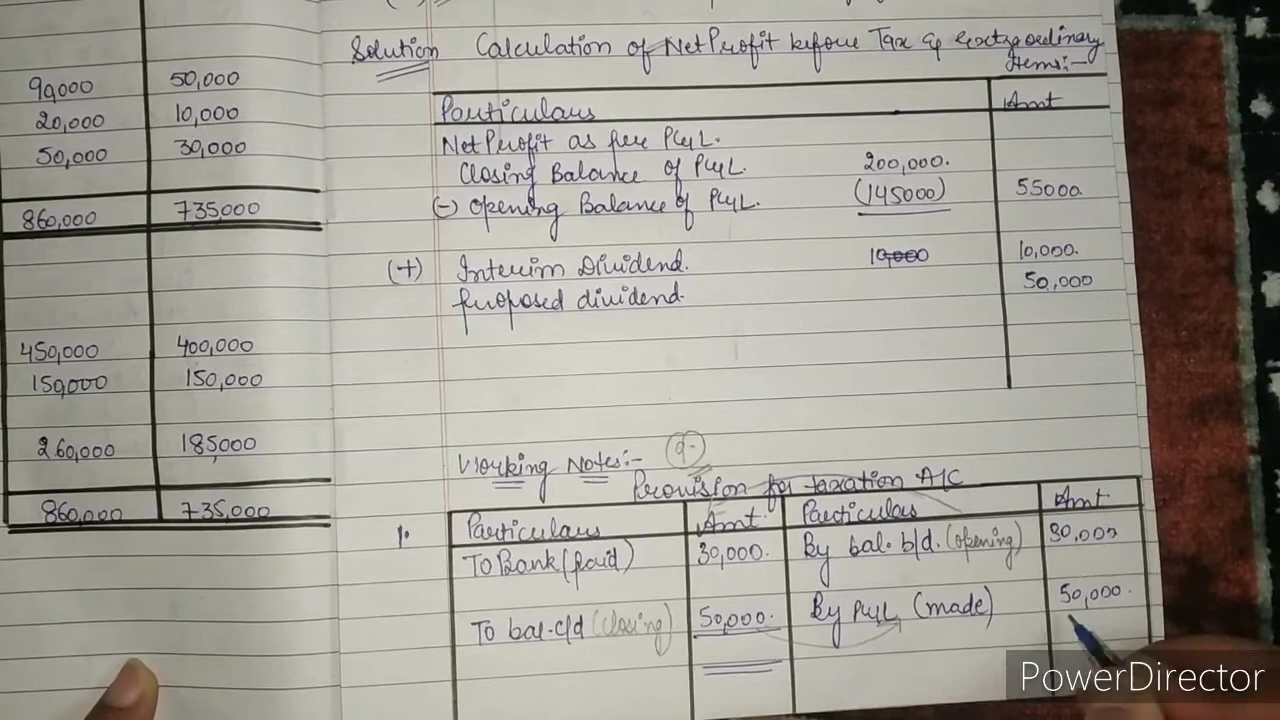 Solution Calculation of Net Profit before Tax & Extraordinary
Items:-
99,000 50,000
20,000 10,000
50,000 30,000
860,000 735,000
450,000 400,000
150,000 150,000
260,000 185,000
860,000 735,000
Particulars Amt
Net Profit as per P&L.
Closing Balance of P&L. 200,000.
(-) Opening Balance of P&L. (145000) 55000.
(+) Interim Dividend. 10,000 10,000.
Proposed dividend. 50,000
Working Notes:-
Provision for taxation A/C
1. Particulars Amt Particulars Amt
To Bank (paid) 30,000. By bal. b/d. (opening) 30,000
To bal. c/d (closing) 50,000. By P&L (made) 50,000.
PowerDirector